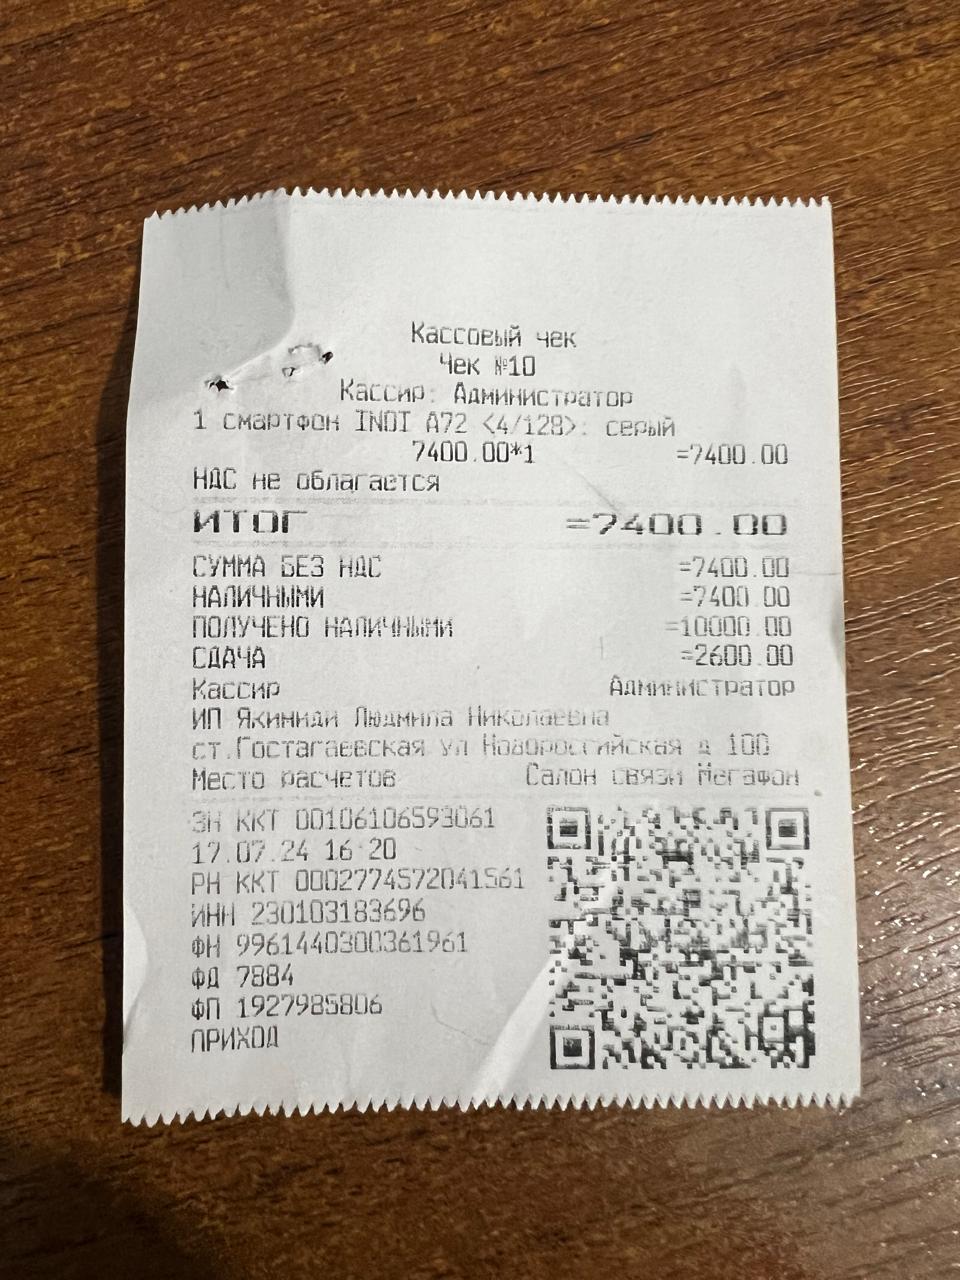 Кассовый чек
Чек №10
Кассир: Администратор
1 смартфон INOI A72 <4/128>: серый
7400.00*1 =7400.00
НДС не облагается
ИТОГ =7400.00
СУММА БЕЗ НДС =7400.00
НАЛИЧНЫМИ =7400.00
ПОЛУЧЕНО НАЛИЧНЫМИ =10000.00
СДАЧА =2600.00
Кассир Администратор
ИП Якимиди Людмила Николаевна
ст.Гостагаевская ул Новороссийская д 100
Место расчетов Салон связи Мегафон
ЗН ККТ 00106106593061
17.07.24 16:20
РН ККТ 0002774572041561
ИНН 230103183696
ФН 9961440300361961
ФД 7884
ФП 1927985806
ПРИХОД